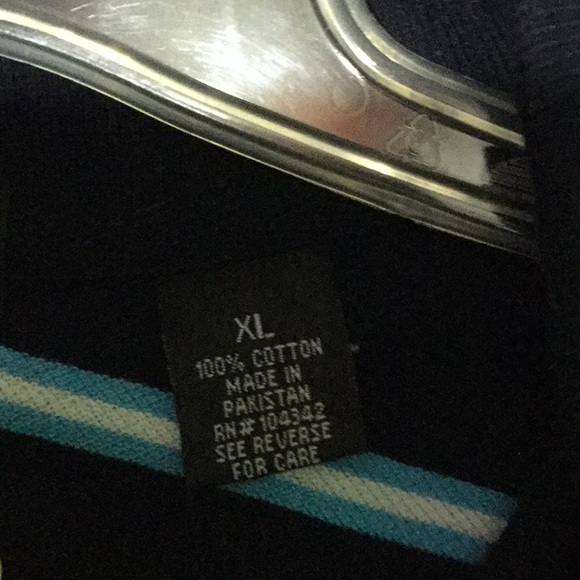 XL
100% COTTON
MADE IN
PAKISTAN
RN# 104342
SEE REVERSE
FOR CARE